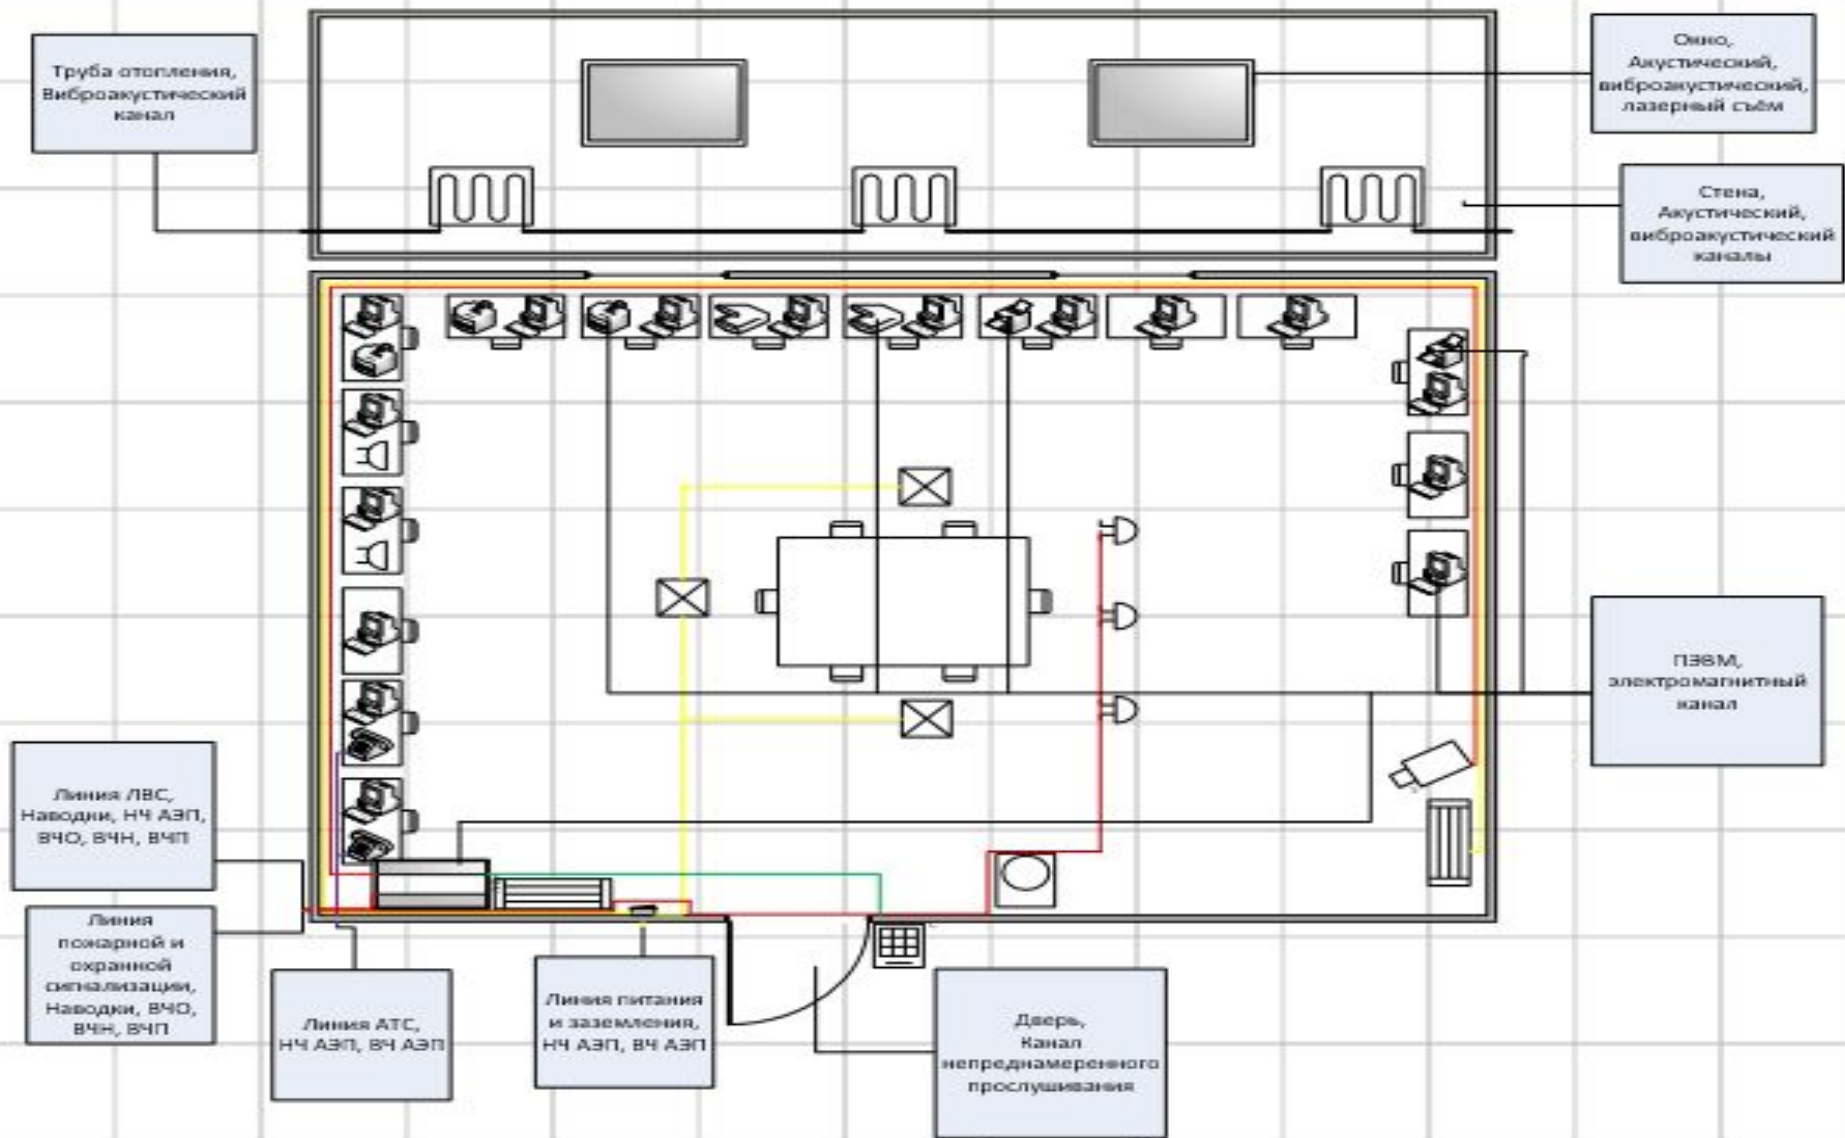 Труба отопления,
Виброакустический
канал
Окно,
Акустический,
виброакустический,
лазерный съём
Стена,
Акустический,
виброакустический
каналы
ПЭВМ,
электромагнитный
канал
Линия ЛВС,
Наводки, НЧ АЭП,
ВЧО, ВЧН, ВЧП
Линия
пожарной и
охранной
сигнализации,
Наводки, ВЧО,
ВЧН, ВЧП
Линия АТС,
НЧ АЭП, ВЧ АЭП
Линия питания
и заземления,
НЧ АЭП, ВЧ АЭП
Дверь,
Канал
непреднамеренного
прослушивания